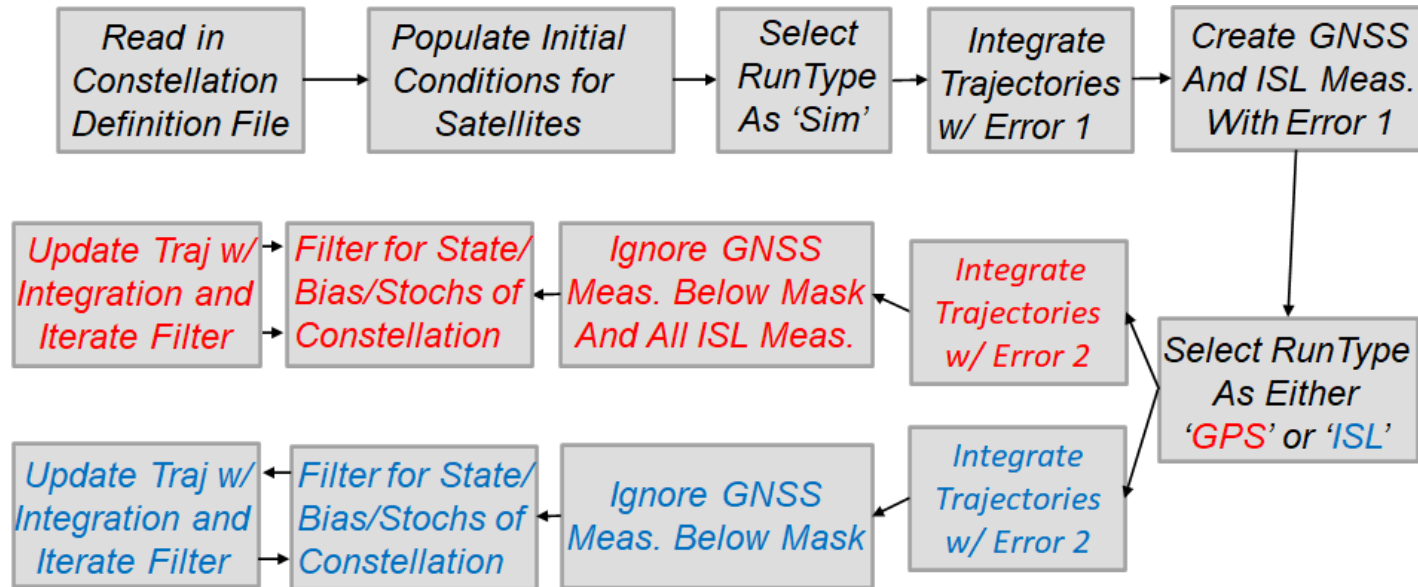 Read in
Constellation
Definition File
Populate Initial
Conditions for
Satellites
Select
RunType
As ‘Sim’
Integrate
Trajectories
w/ Error 1
Create GNSS
And ISL Meas.
With Error 1
Update Traj w/
Integration and
Iterate Filter
Filter for State/
Bias/Stochs of
Constellation
Ignore GNSS
Meas. Below Mask
And All ISL Meas.
Integrate
Trajectories
w/ Error 2
Select RunType
As Either
‘GPS’ or ‘ISL’
Update Traj w/
Integration and
Iterate Filter
Filter for State/
Bias/Stochs of
Constellation
Ignore GNSS
Meas. Below Mask
Integrate
Trajectories
w/ Error 2